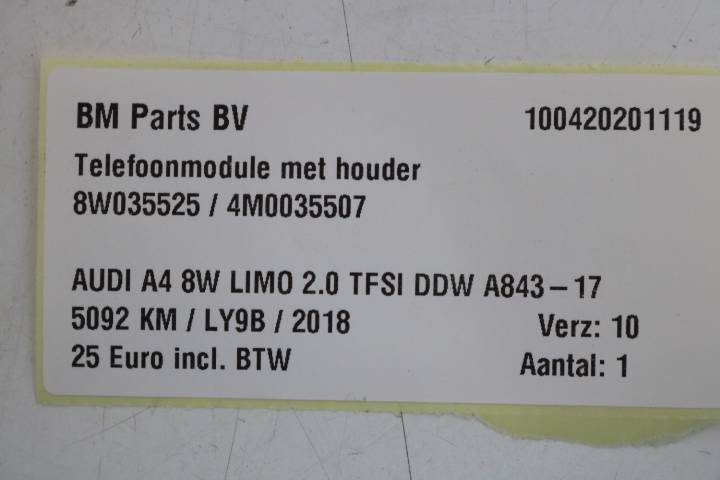 BM Parts BV 100420201119
Telefoonmodule met houder
8W035525 / 4M0035507
AUDI A4 8W LIMO 2.0 TFSI DDW A843-17
5092 KM / LY9B / 2018 Verz: 10
25 Euro incl. BTW Aantal: 1